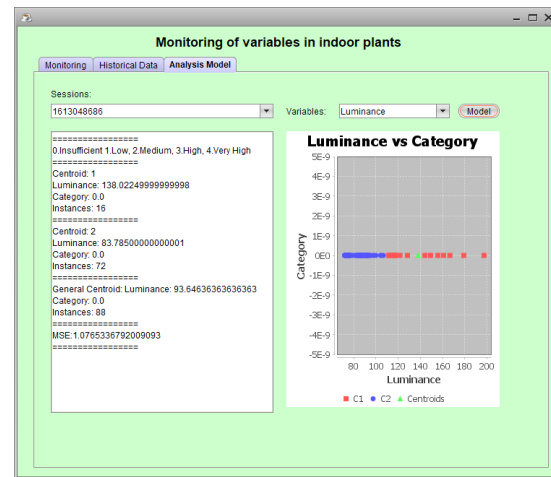 Monitoring of variables in indoor plants
Monitoring Historical Data Analysis Model
Sessions:
1613048686 Variables: Luminance Model
=================
0.Insufficient 1.Low, 2.Medium, 3.High, 4.Very High
=================
Centroid: 1
Luminance: 138.02249999999998
Category: 0.0
Instances: 16
=================
Centroid: 2
Luminance: 83.78500000000001
Category: 0.0
Instances: 72
=================
General Centroid: Luminance: 93.64636363636363
Category: 0.0
Instances: 88
=================
MSE:1.0765336792009093
=================
Luminance vs Category
5E-9
4E-9
3E-9
2E-9
1E-9
0E0
-1E-9
-2E-9
-3E-9
-4E-9
-5E-9
Category
80 100 120 140 160 180 200
Luminance
C1 C2 Centroids